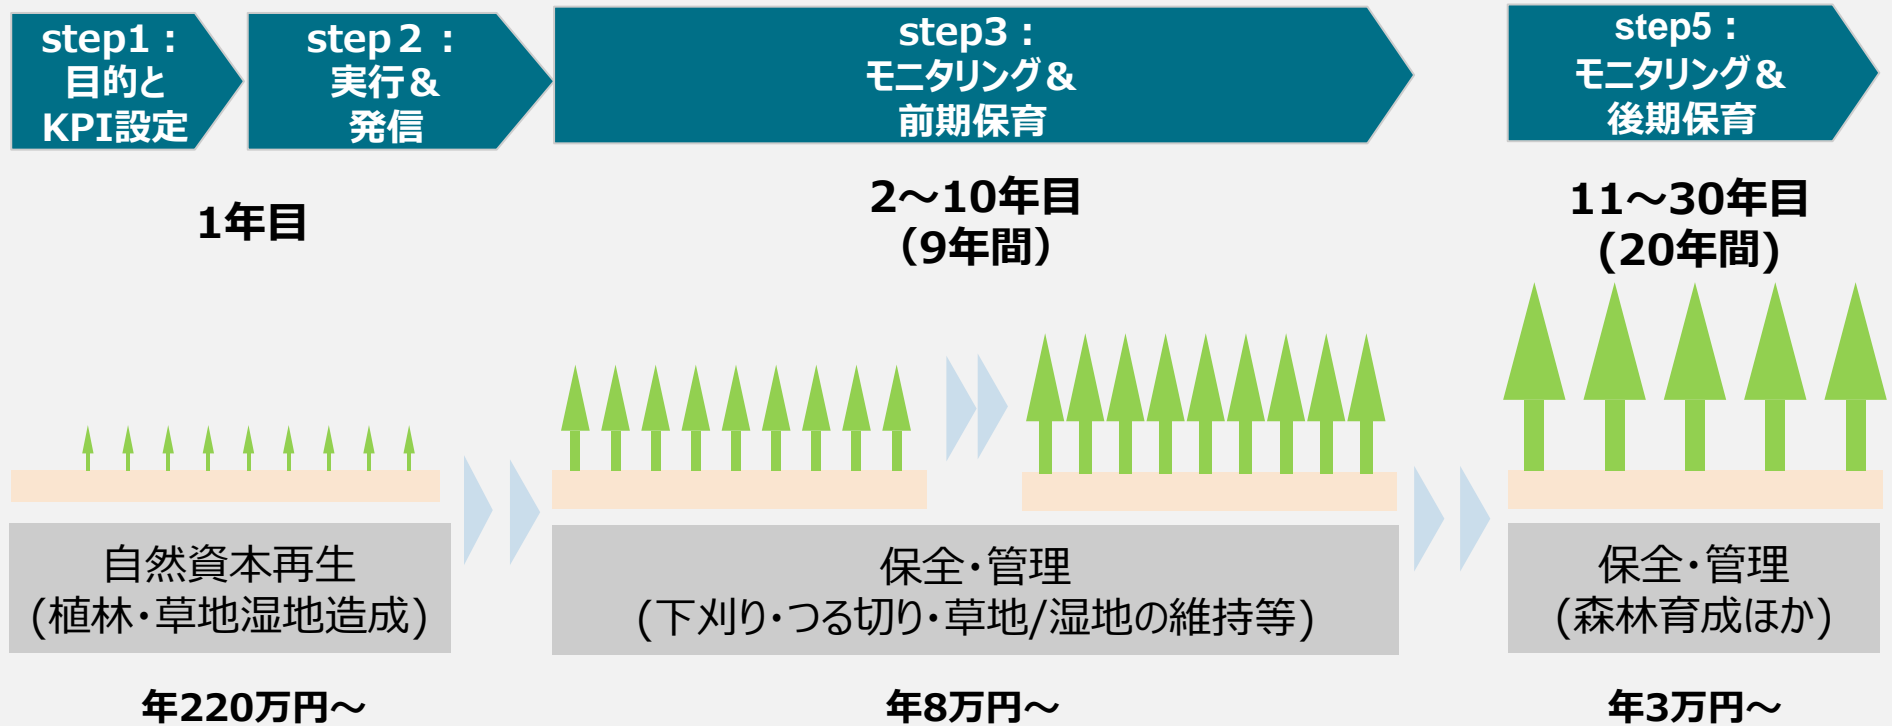 step1：
目的と
KPI設定
step２：
実行＆
発信
step3：
モニタリング＆
前期保育
step5：
モニタリング＆
後期保育
1年目
2～10年目
（9年間）
11～30年目
(20年間)
自然資本再生
(植林・草地湿地造成)
保全・管理
(下刈り・つる切り・草地/湿地の維持等)
保全・管理
(森林育成ほか)
年220万円～
年8万円～
年3万円～